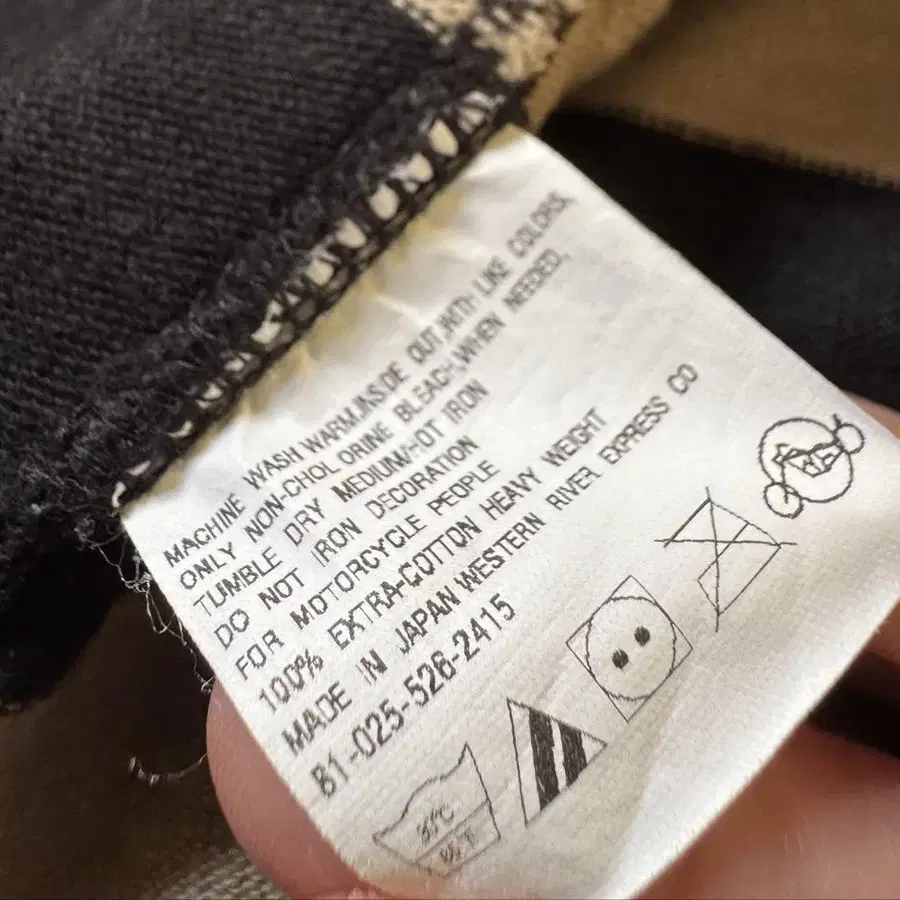 MACHINE WASH WARM,INSIDE OUT,WITH LIKE COLORS,
ONLY NON-CHOLORINE BLEACH,WHEN NEEDED,
TUMBLE DRY MEDIUM/HOT IRON
DO NOT IRON DECORATION
FOR MOTORCYCLE PEOPLE
100% EXTRA-COTTON HEAVY WEIGHT
MADE IN JAPAN WESTERN RIVER EXPRESS CO
B1-025-526-2415
30°C